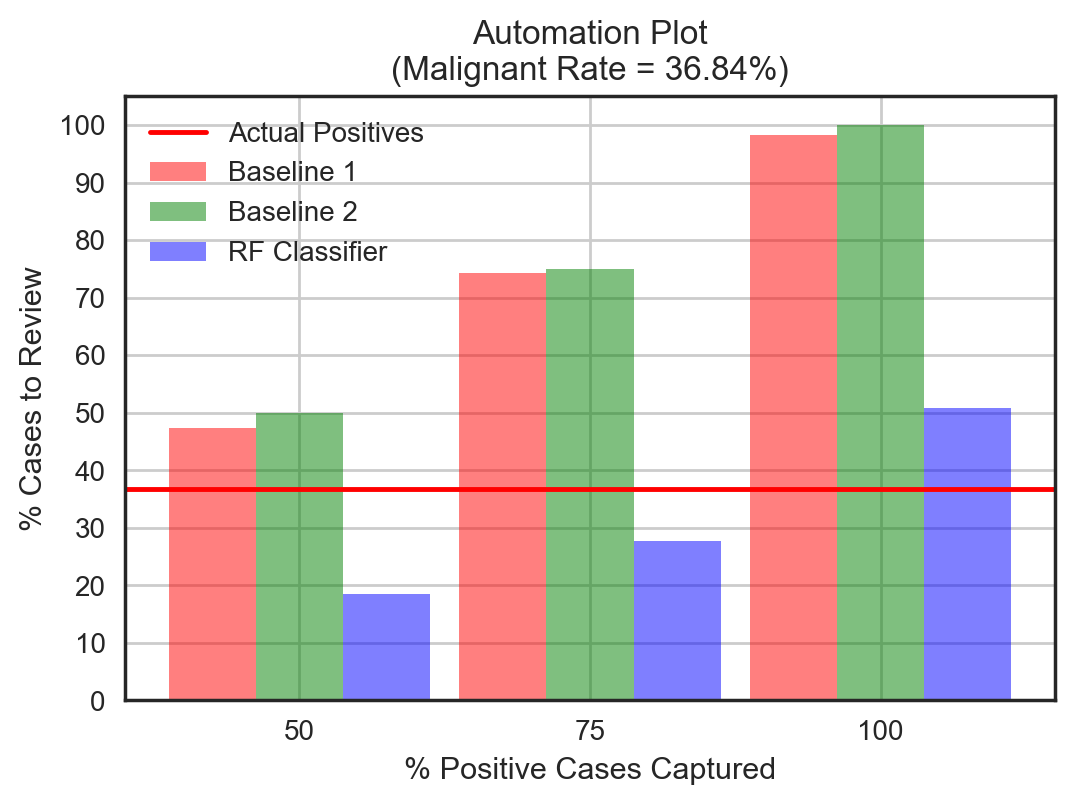 Automation Plot
(Malignant Rate = 36.84%)
Actual Positives
Baseline 1
Baseline 2
RF Classifier
% Cases to Review
100
90
80
70
60
50
40
30
20
10
0
50
75
100
% Positive Cases Captured